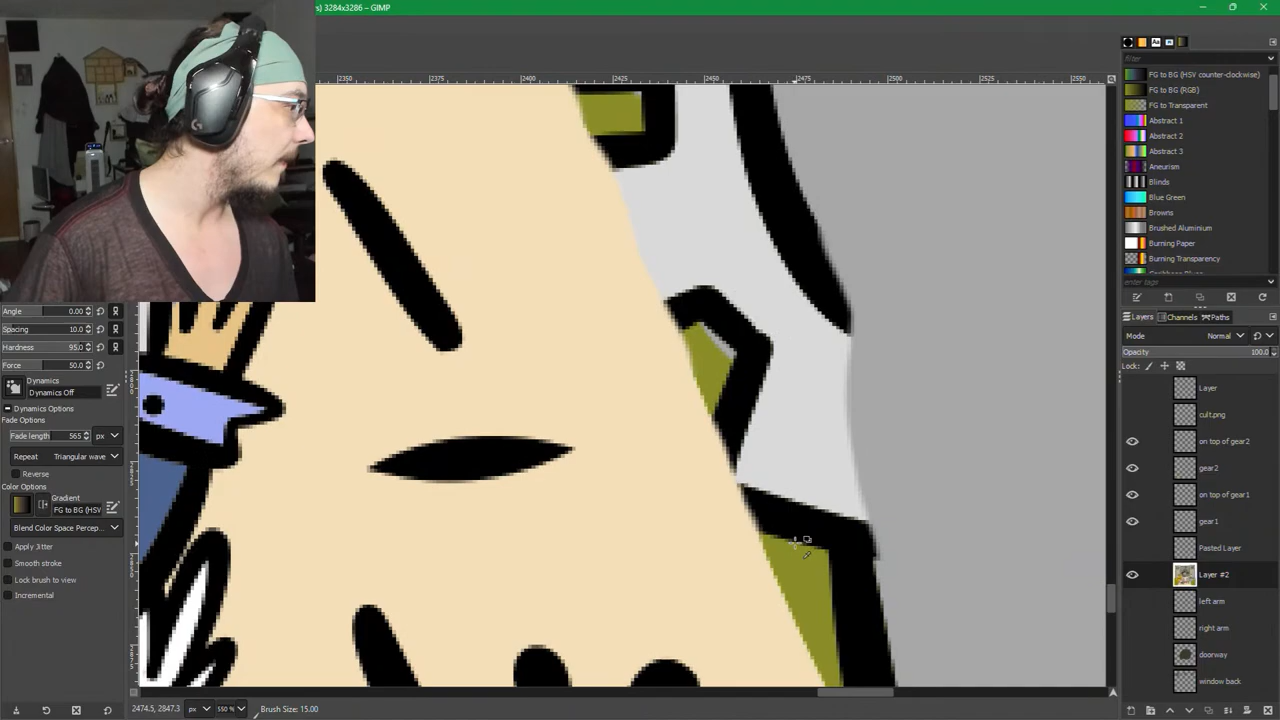 ) 3284x3286 – GIMP
2350 2375 2400 2425 2450 2475 2500 2525 2550
filter
FG to BG (HSV counter-clockwise)
FG to BG (RGB)
FG to Transparent
Abstract 1
Abstract 2
Abstract 3
Aneurism
Blinds
Blue Green
Browns
Brushed Aluminium
Burning Paper
Burning Transparency
enter tags
Layers Channels Paths
Mode Normal
Opacity 100.0
Lock:
Layer
cult.png
on top of gear2
gear2
on top of gear1
gear1
Pasted Layer
Layer #2
left arm
right arm
doorway
window back
Angle 0.00
Spacing 10.0
Hardness 95.0
Force 50.0
Dynamics
Dynamics Off
Dynamics Options
Fade Options
Fade length 565 px
Repeat Triangular wave
Reverse
Color Options
Gradient
FG to BG (HSV
Blend Color Space Percep...
Apply Jitter
Smooth stroke
Lock brush to view
Incremental
2474.5, 2847.3 px 550 % Brush Size: 15.00